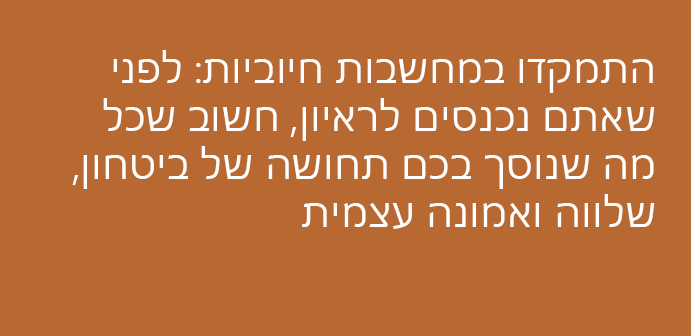 התמקדו במחשבות חיוביות: לפני
שאתם נכנסים לראיון, חשוב שכל
מה שנוסך בכם תחושה של ביטחון,
שלווה ואמונה עצמית